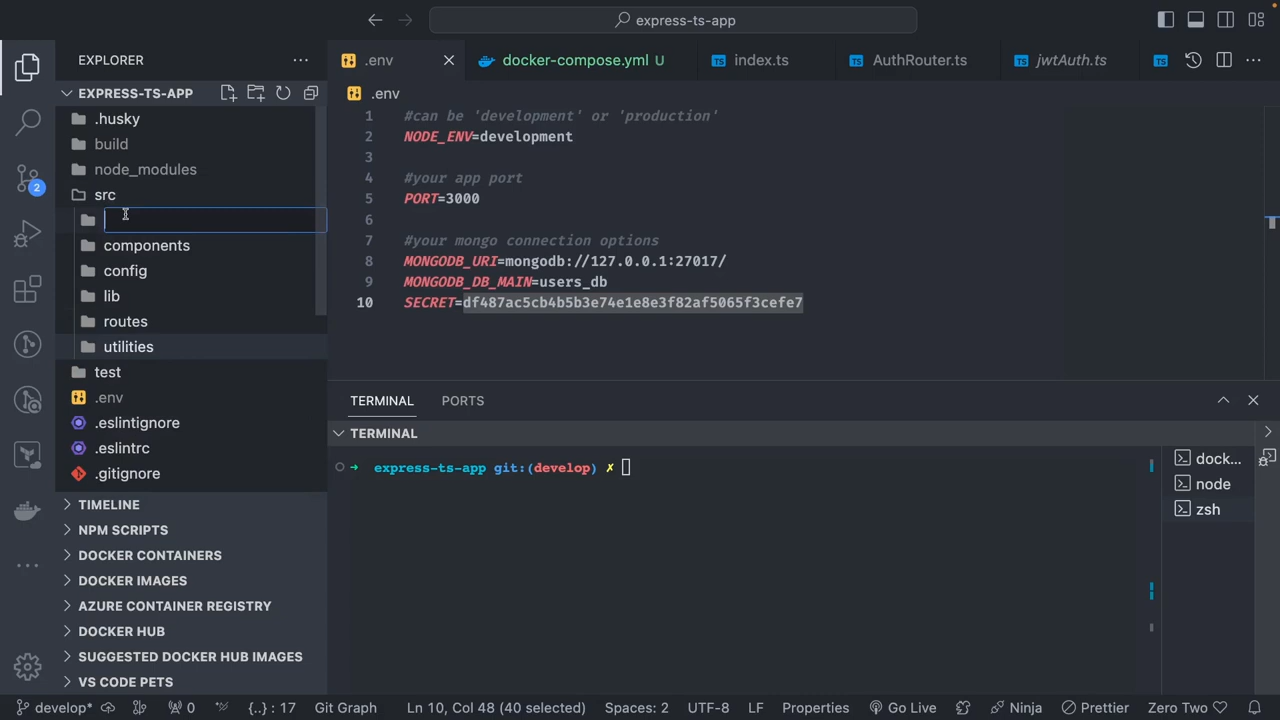 express-ts-app
EXPLORER
.env
docker-compose.yml U
index.ts
AuthRouter.ts
jwtAuth.ts
EXPRESS-TS-APP
.env
.husky
build
node_modules
src
components
config
lib
routes
utilities
test
.env
.eslintignore
.eslintrc
.gitignore
2
1 #can be 'development' or 'production'
2 NODE_ENV=development
3
4 #your app port
5 PORT=3000
6
7 #your mongo connection options
8 MONGODB_URI=mongodb://127.0.0.1:27017/
9 MONGODB_DB_MAIN=users_db
10 SECRET=df487ac5cb4b5b3e74e1e8e3f82af5065f3cefe7
TERMINAL PORTS
TERMINAL
express-ts-app git:(develop) ✗
dock...
node
zsh
TIMELINE
NPM SCRIPTS
DOCKER CONTAINERS
DOCKER IMAGES
AZURE CONTAINER REGISTRY
DOCKER HUB
SUGGESTED DOCKER HUB IMAGES
VS CODE PETS
develop* 0 {..} : 17 Git Graph Ln 10, Col 48 (40 selected) Spaces: 2 UTF-8 LF Properties Go Live Ninja Prettier Zero Two